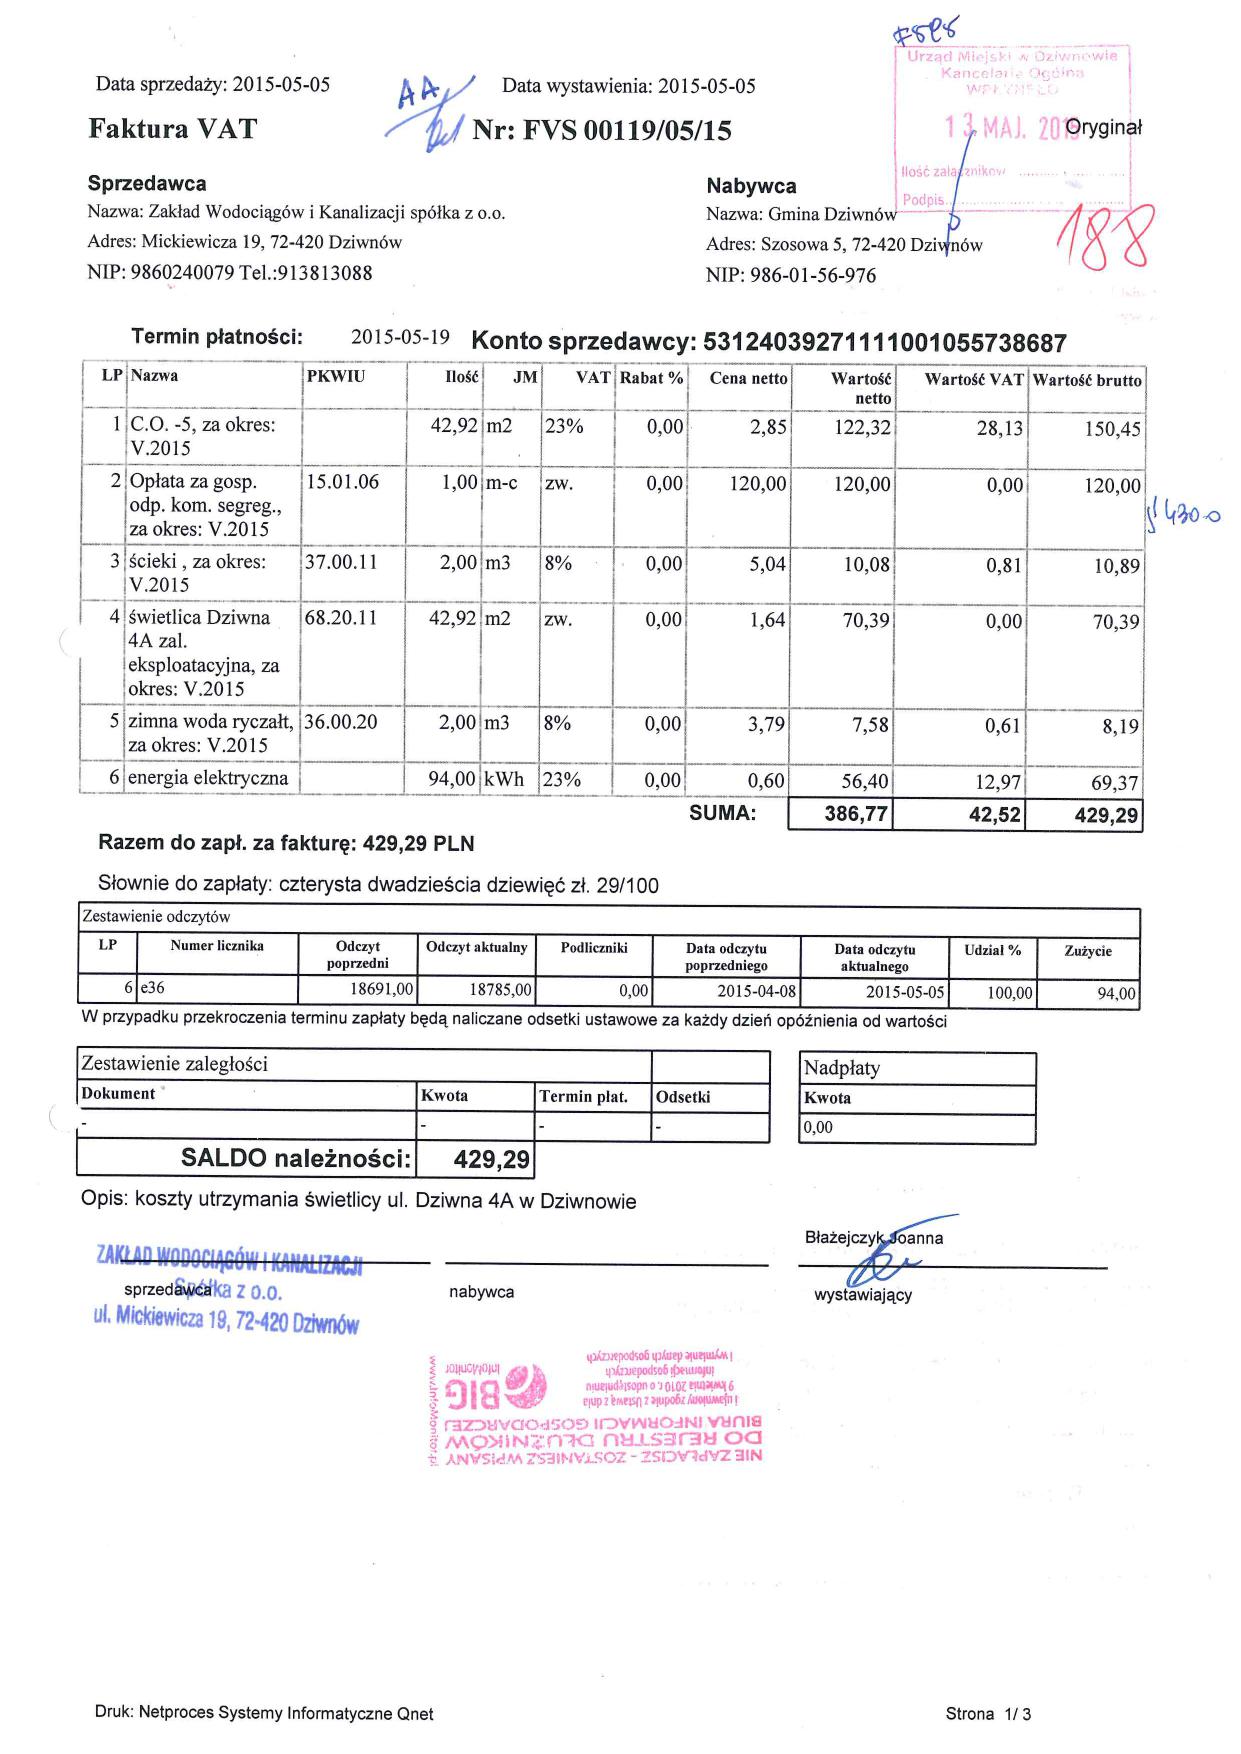 F5e5
Urząd Miejski w Dziwnowie
Kancelaria Ogólna
WPŁYNĘŁO
13 MAJ. 2015
Oryginał
Ilość załączników
Podpis
Data sprzedaży: 2015-05-05
AA
Data wystawienia: 2015-05-05
Faktura VAT
Nr: FVS 00119/05/15
188
Sprzedawca
Nazwa: Zakład Wodociągów i Kanalizacji spółka z o.o.
Adres: Mickiewicza 19, 72-420 Dziwnów
NIP: 9860240079 Tel.:913813088
Nabywca
Nazwa: Gmina Dziwnów
Adres: Szosowa 5, 72-420 Dziwnów
NIP: 986-01-56-976
Termin płatności: 2015-05-19 Konto sprzedawcy: 53124039271111001055738687
LP Nazwa PKWIU Ilość JM VAT Rabat % Cena netto Wartość netto Wartość VAT Wartość brutto
1 C.O. -5, za okres: 42,92 m2 23% 0,00 2,85 122,32 28,13 150,45
V.2015
2 Opłata za gosp. 15.01.06 1,00 m-c zw. 0,00 120,00 120,00 0,00 120,00
odp. kom. segreg.,
za okres: V.2015
§ 4300
3 ścieki , za okres: 37.00.11 2,00 m3 8% 0,00 5,04 10,08 0,81 10,89
V.2015
4 świetlica Dziwna 68.20.11 42,92 m2 zw. 0,00 1,64 70,39 0,00 70,39
4A zal.
eksploatacyjna, za
okres: V.2015
5 zimna woda ryczałt, 36.00.20 2,00 m3 8% 0,00 3,79 7,58 0,61 8,19
za okres: V.2015
6 energia elektryczna 94,00 kWh 23% 0,00 0,60 56,40 12,97 69,37
SUMA: 386,77 42,52 429,29
Razem do zapł. za fakturę: 429,29 PLN
Słownie do zapłaty: czterysta dwadzieścia dziewięć zł. 29/100
Zestawienie odczytów
LP Numer licznika Odczyt poprzedni Odczyt aktualny Podliczniki Data odczytu poprzedniego Data odczytu aktualnego Udział % Zużycie
6 e36 18691,00 18785,00 0,00 2015-04-08 2015-05-05 100,00 94,00
W przypadku przekroczenia terminu zapłaty będą naliczane odsetki ustawowe za każdy dzień opóźnienia od wartości
Zestawienie zaległości
Dokument Kwota Termin płat. Odsetki
- - - -
SALDO należności: 429,29
Nadpłaty
Kwota
0,00
Opis: koszty utrzymania świetlicy ul. Dziwna 4A w Dziwnowie
ZAKŁAD WODOCIĄGÓW I KANALIZACJI
Spółka z o.o.
ul. Mickiewicza 19, 72-420 Dziwnów
sprzedawca
nabywca
Błażejczyk Joanna
wystawiający
NIE ZAPŁACISZ - ZOSTANIESZ WPISANY
DO REJESTRU DŁUŻNIKÓW
BIURA INFORMACJI GOSPODARCZEJ
BIG
InfoMonitor
www.InfoMonitor.pl
Informujemy zgodnie z ustawą z dnia
9 kwietnia 2010 r. o udostępnianiu
informacji gospodarczych
i wymianie danych gospodarczych
Druk: Netproces Systemy Informatyczne Qnet
Strona 1/ 3